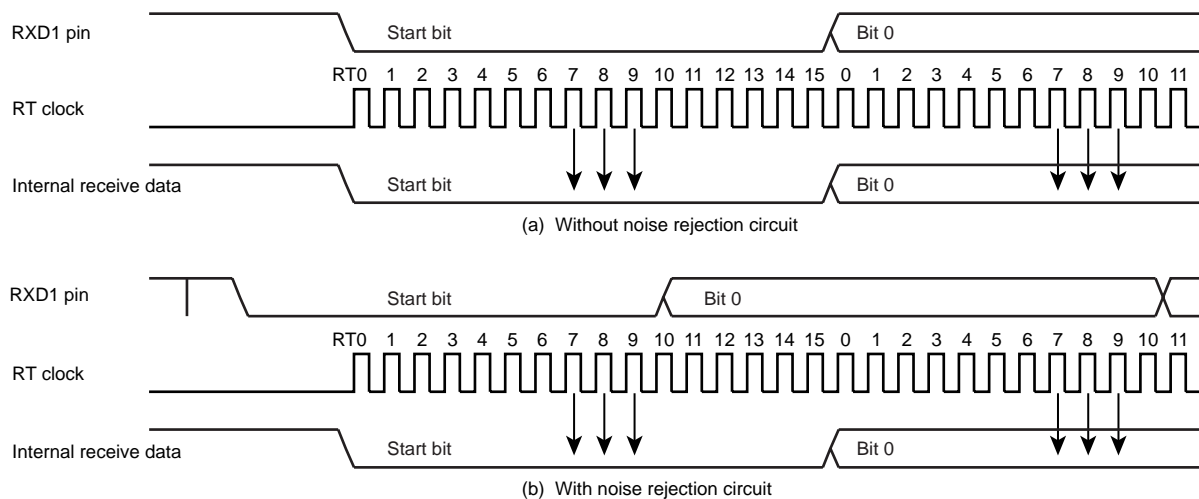 RXD1 pin Start bit Bit 0
RT0 1 2 3 4 5 6 7 8 9 10 11 12 13 14 15 0 1 2 3 4 5 6 7 8 9 10 11
RT clock
Internal receive data Start bit Bit 0
(a) Without noise rejection circuit
RXD1 pin Start bit Bit 0
RT0 1 2 3 4 5 6 7 8 9 10 11 12 13 14 15 0 1 2 3 4 5 6 7 8 9 10 11
RT clock
Internal receive data Start bit Bit 0
(b) With noise rejection circuit